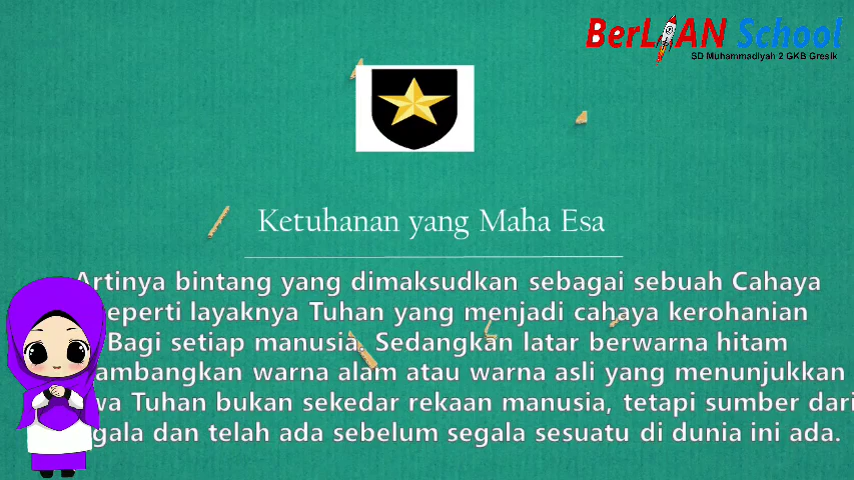 BerLIAN School
SD Muhammadiyah 2 GKB Gresik
Ketuhanan yang Maha Esa
Artinya bintang yang dimaksudkan sebagai sebuah Cahaya
eperti layaknya Tuhan yang menjadi cahaya kerohanian
Bagi setiap manusia. Sedangkan latar berwarna hitam
ambangkan warna alam atau warna asli yang menunjukkan
wa Tuhan bukan sekedar rekaan manusia, tetapi sumber dari
gala dan telah ada sebelum segala sesuatu di dunia ini ada.